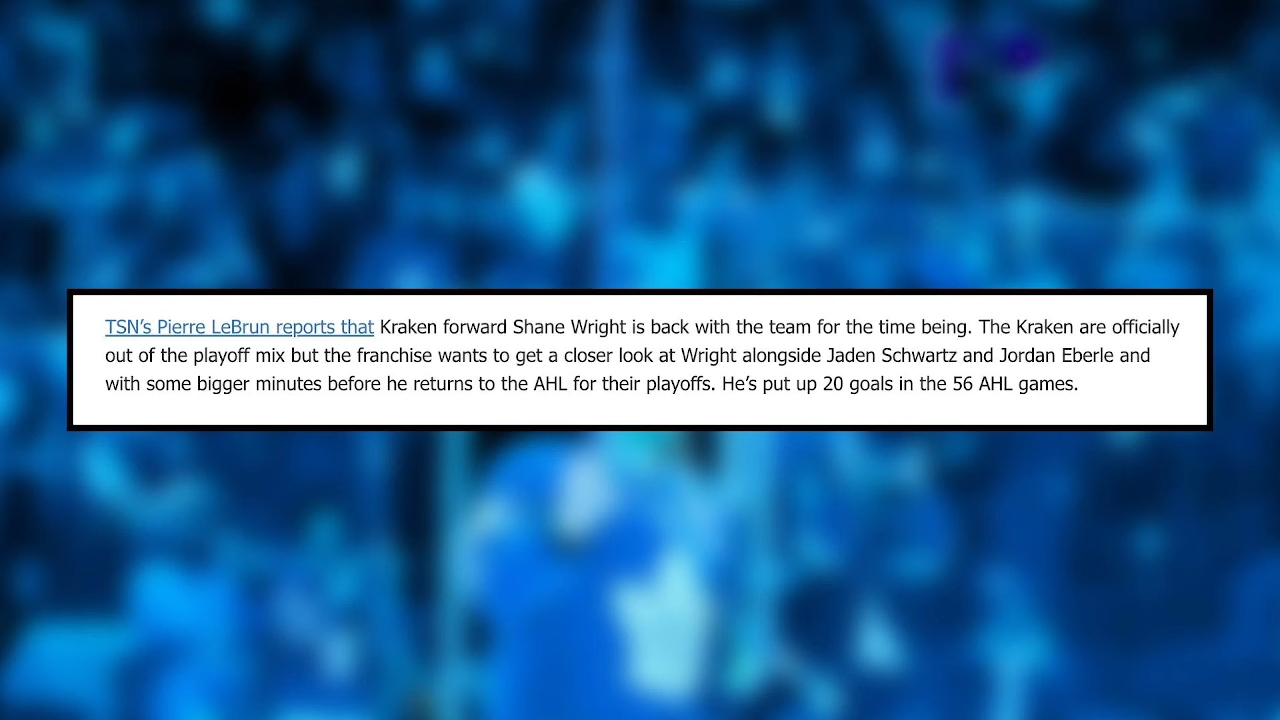 TSN’s Pierre LeBrun reports that Kraken forward Shane Wright is back with the team for the time being. The Kraken are officially
out of the playoff mix but the franchise wants to get a closer look at Wright alongside Jaden Schwartz and Jordan Eberle and
with some bigger minutes before he returns to the AHL for their playoffs. He’s put up 20 goals in the 56 AHL games.